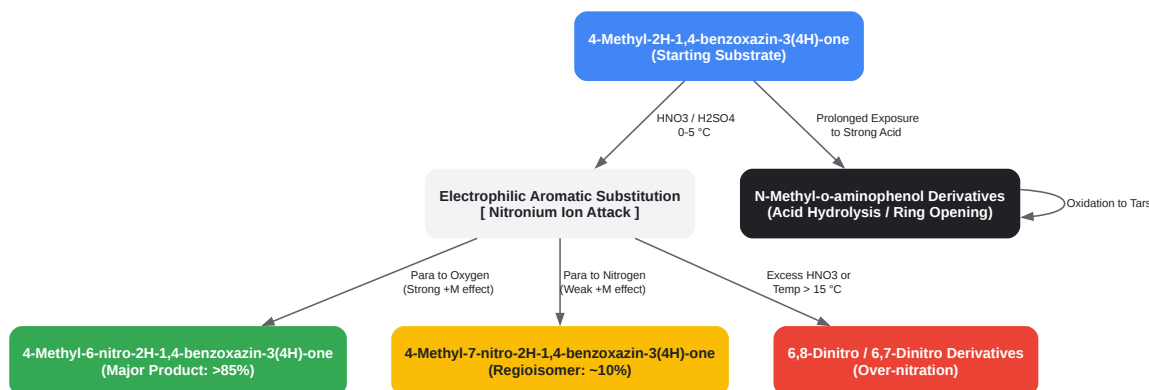 4-Methyl-2H-1,4-benzoxazin-3(4H)-one
(Starting Substrate)
HNO3 / H2SO4
0-5 °C
Prolonged Exposure
to Strong Acid
Electrophilic Aromatic Substitution
[ Nitronium Ion Attack ]
N-Methyl-o-aminophenol Derivatives
(Acid Hydrolysis / Ring Opening)
Oxidation to Tars
Para to Oxygen
(Strong +M effect)
Para to Nitrogen
(Weak +M effect)
Excess HNO3 or
Temp > 15 °C
4-Methyl-6-nitro-2H-1,4-benzoxazin-3(4H)-one
(Major Product: >85%)
4-Methyl-7-nitro-2H-1,4-benzoxazin-3(4H)-one
(Regioisomer: ~10%)
6,8-Dinitro / 6,7-Dinitro Derivatives
(Over-nitration)